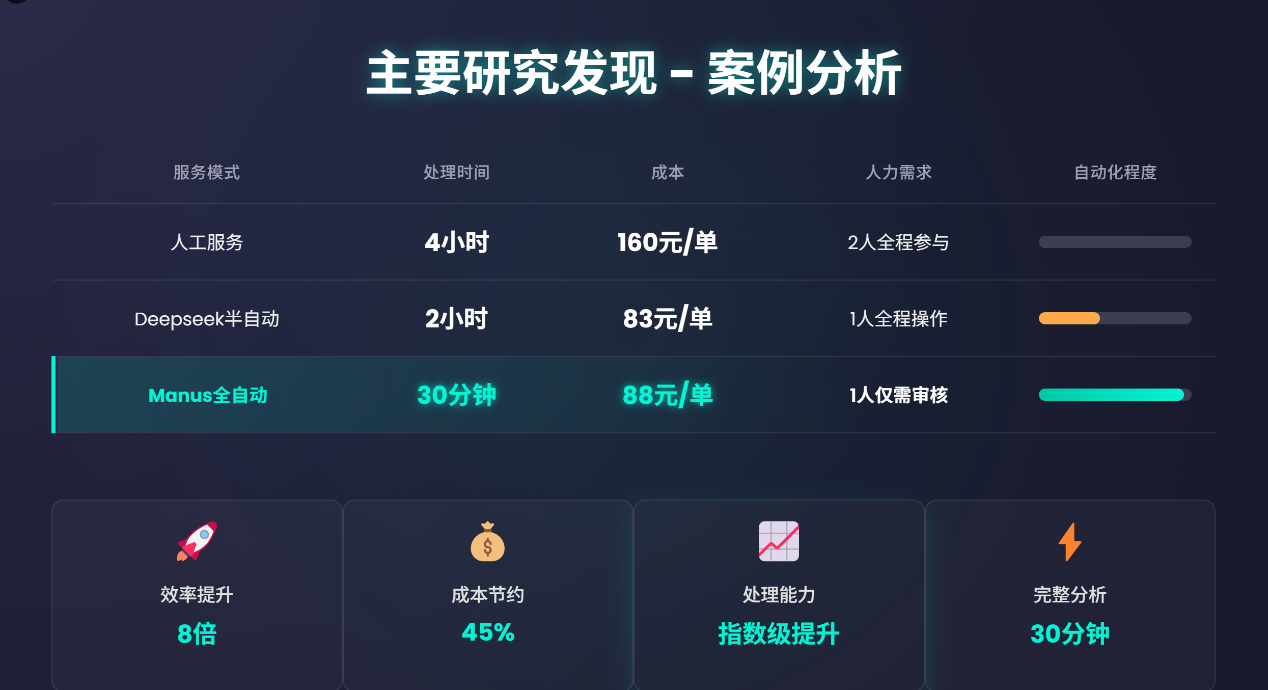 主要研究发现 - 案例分析
服务模式 处理时间 成本 人力需求 自动化程度
人工服务 4小时 160元/单 2人全程参与
Deepseek半自动 2小时 83元/单 1人全程操作
Manus全自动 30分钟 88元/单 1人仅需审核
效率提升 成本节约 处理能力 完整分析
8倍 45% 指数级提升 30分钟